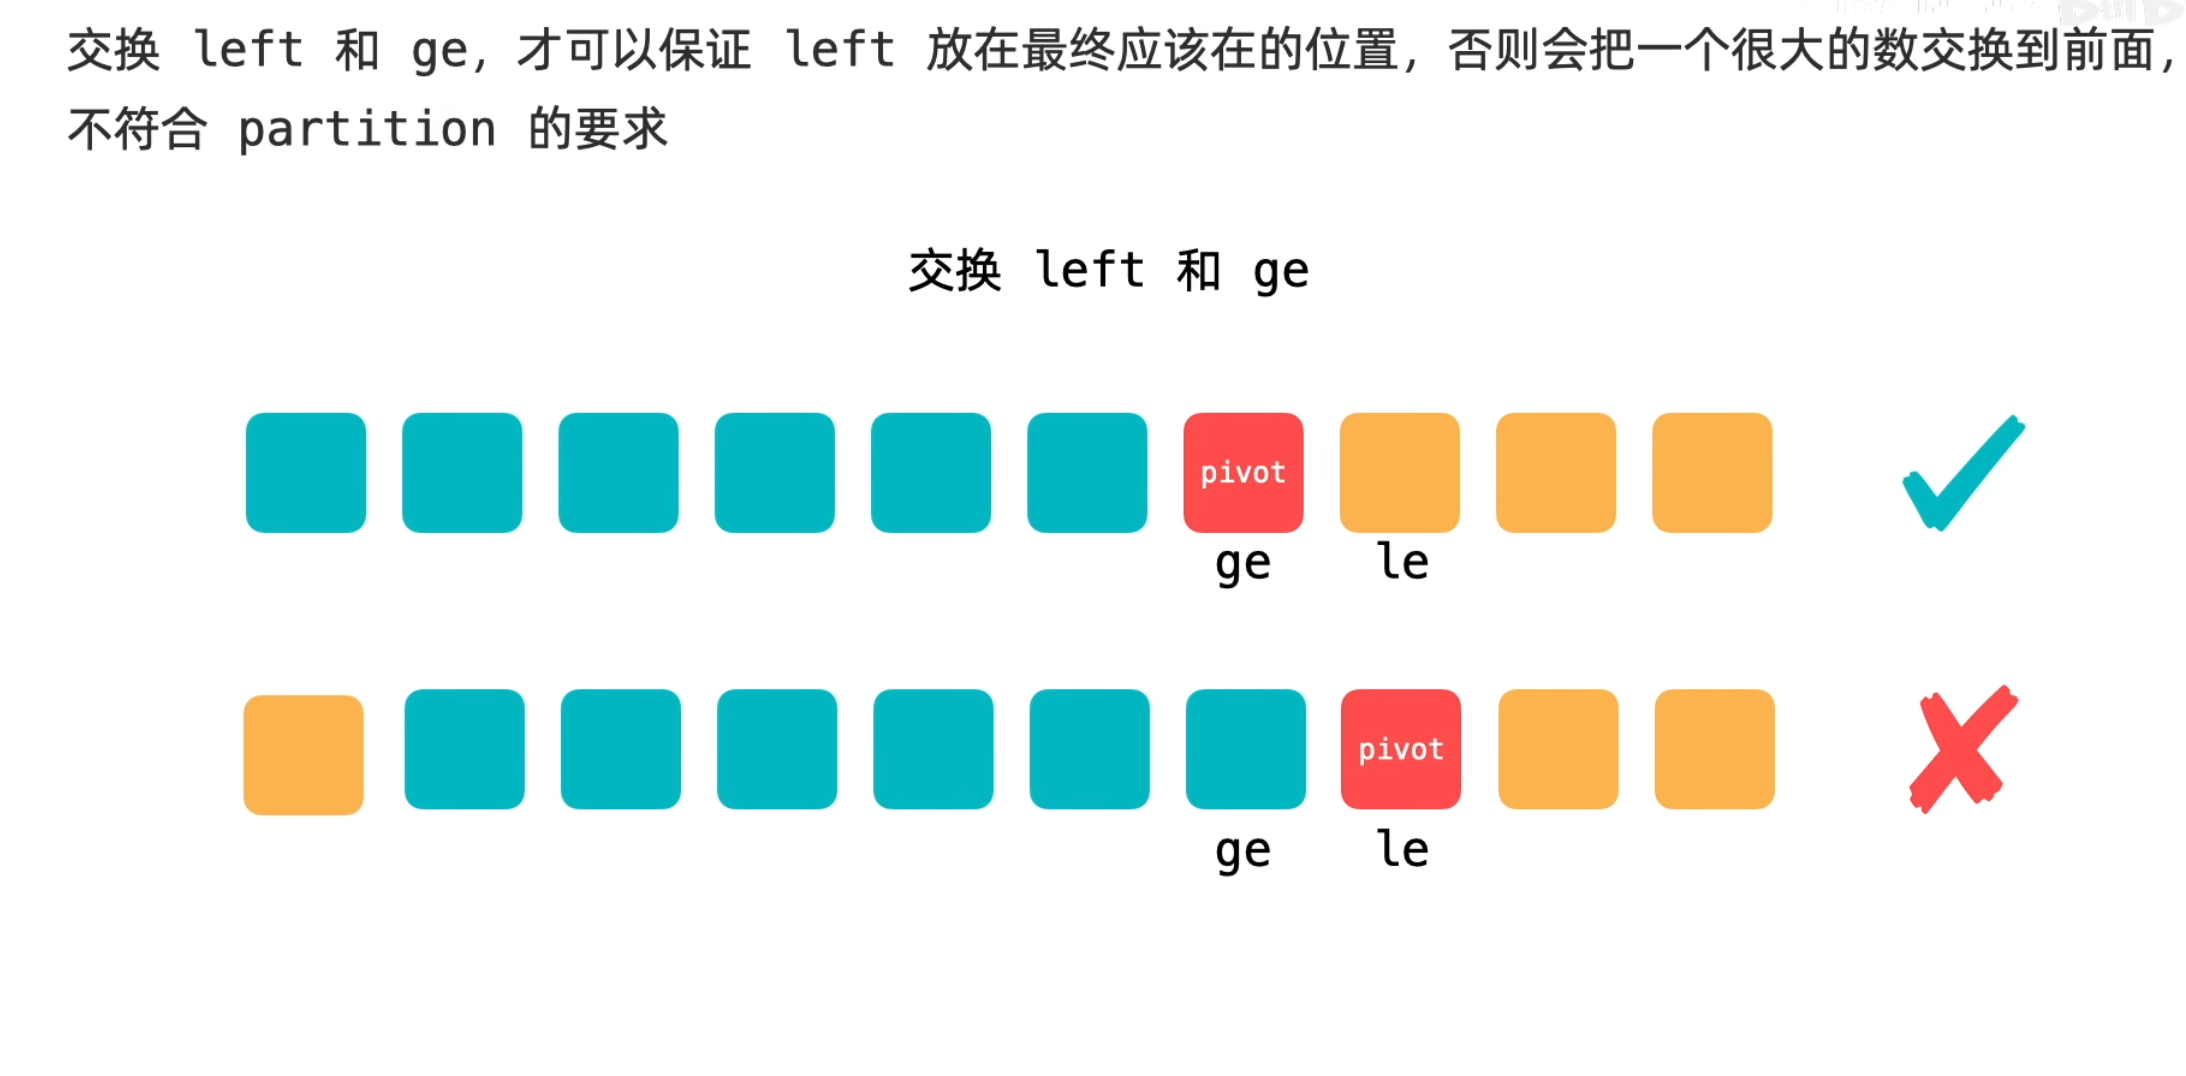 交换 left 和 ge, 才可以保证 left 放在最终应该在的位置, 否则会把一个很大的数交换到前面,
不符合 partition 的要求
交换 left 和 ge
pivot
ge le
pivot
ge le